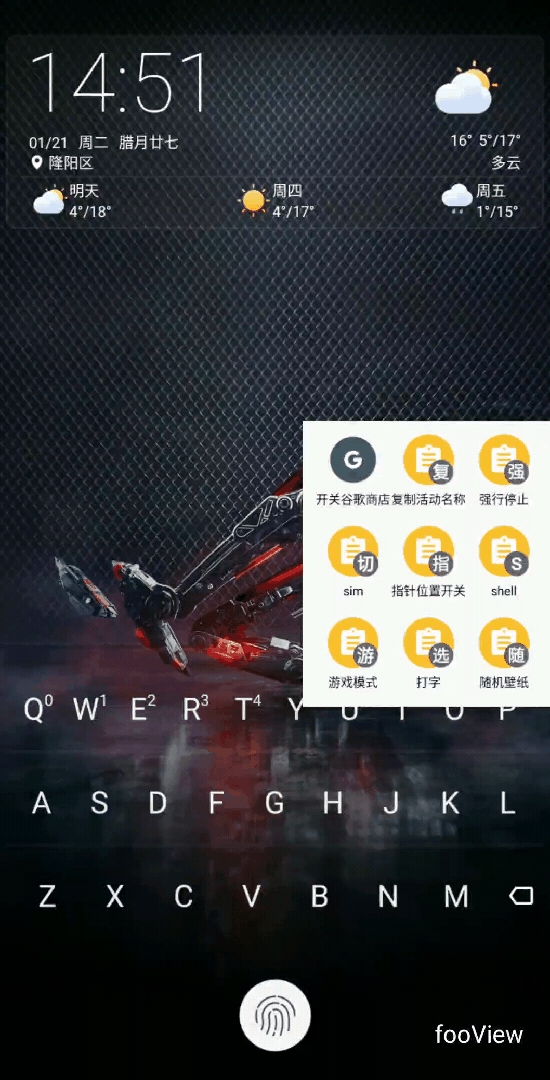 14:51
01/21 周二 腊月廿七
16° 5°/17°
隆阳区
多云
明天
4°/18°
周四
4°/17°
周五
1°/15°
G
复
强
开关谷歌商店 复制活动名称 强行停止
切
指
S
sim 指针位置开关 shell
游
选
随
游戏模式 打字 随机壁纸
Q0 W1 E2 R3 T4 Y U I O P
A S D F G H J K L
Z X C V B N M
fooView